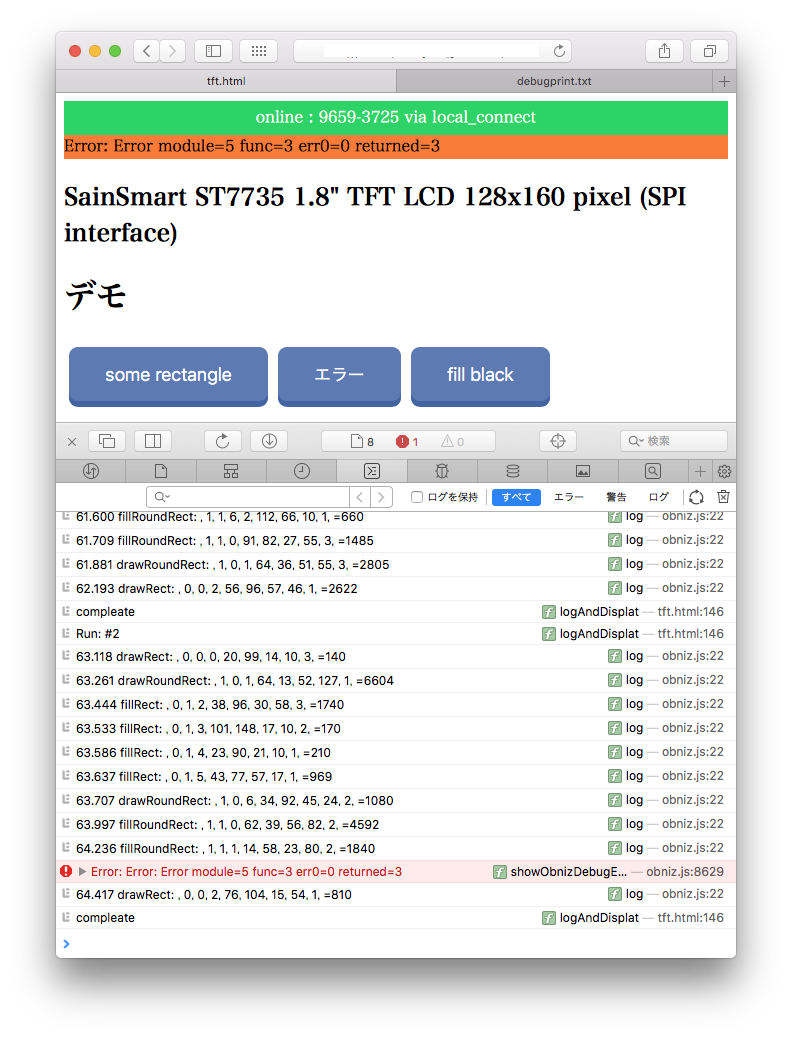 tft.html
debugprint.txt
online : 9659-3725 via local_connect
Error: Error module=5 func=3 err0=0 returned=3
SainSmart ST7735 1.8" TFT LCD 128x160 pixel (SPI
interface)
デモ
some rectangle エラー fill black
8 1 0 検索
ログを保持 すべて エラー 警告 ログ
61.600 fillRoundRect: , 1, 1, 6, 2, 112, 66, 10, 1, =660 log — obniz.js:22
61.709 fillRoundRect: , 1, 1, 0, 91, 82, 27, 55, 3, =1485 log — obniz.js:22
61.881 drawRoundRect: , 1, 0, 1, 64, 36, 51, 55, 3, =2805 log — obniz.js:22
62.193 drawRect: , 0, 0, 2, 56, 96, 57, 46, 1, =2622 log — obniz.js:22
compleate logAndDisplat — tft.html:146
Run: #2 logAndDisplat — tft.html:146
63.118 drawRect: , 0, 0, 0, 20, 99, 14, 10, 3, =140 log — obniz.js:22
63.261 drawRoundRect: , 1, 0, 1, 64, 13, 52, 127, 1, =6604 log — obniz.js:22
63.444 fillRect: , 0, 1, 2, 38, 96, 30, 58, 3, =1740 log — obniz.js:22
63.533 fillRect: , 0, 1, 3, 101, 148, 17, 10, 2, =170 log — obniz.js:22
63.586 fillRect: , 0, 1, 4, 23, 90, 21, 10, 1, =210 log — obniz.js:22
63.637 fillRect: , 0, 1, 5, 43, 77, 57, 17, 1, =969 log — obniz.js:22
63.707 drawRoundRect: , 1, 0, 6, 34, 92, 45, 24, 2, =1080 log — obniz.js:22
63.997 fillRoundRect: , 1, 1, 0, 62, 39, 56, 82, 2, =4592 log — obniz.js:22
64.236 fillRoundRect: , 1, 1, 1, 14, 58, 23, 80, 2, =1840 log — obniz.js:22
Error: Error: Error module=5 func=3 err0=0 returned=3 showObnizDebugE... — obniz.js:8629
64.417 drawRect: , 0, 0, 2, 76, 104, 15, 54, 1, =810 log — obniz.js:22
compleate logAndDisplat — tft.html:146